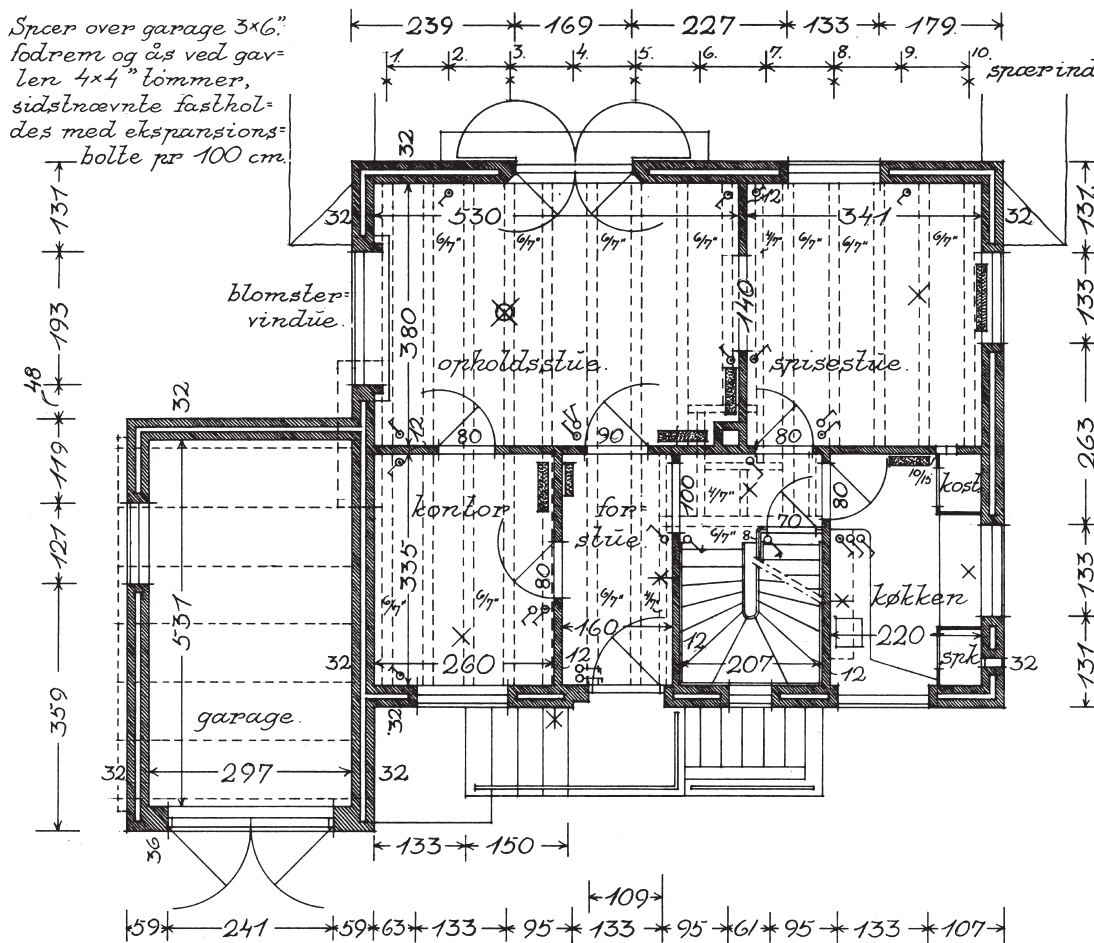 Spær over garage 3×6".
fodrem og ås ved gav=
len 4×4" tømmer,
sidstnævnte fasthol=
des med ekspansions=
bolte pr 100 cm.
239 169 227 133 179
1. 2. 3. 4. 5. 6. 7. 8. 9. 10.
spærind
32
131 32 530 12 341 32 131
6/7" 6/7" 6/7" 6/7" 4/7" 6/7" 6/7" 6/7"
blomster=
vindue.
193 380 140 133
opholdsstue. spisestue.
48
32
119 12 80 90 80 263
kontor for-
stue.
100 4/7" 80 10/15 kost
121 531 335 80 6/7" 8 70 133
6/7" 6/7" 4/7"
køkken
160 12 220
32 260 12 207 12 spk. 32 131
359
garage. 32
32 297 32
36
133 150
109
59 241 59 63 133 95 133 95 61 95 133 107